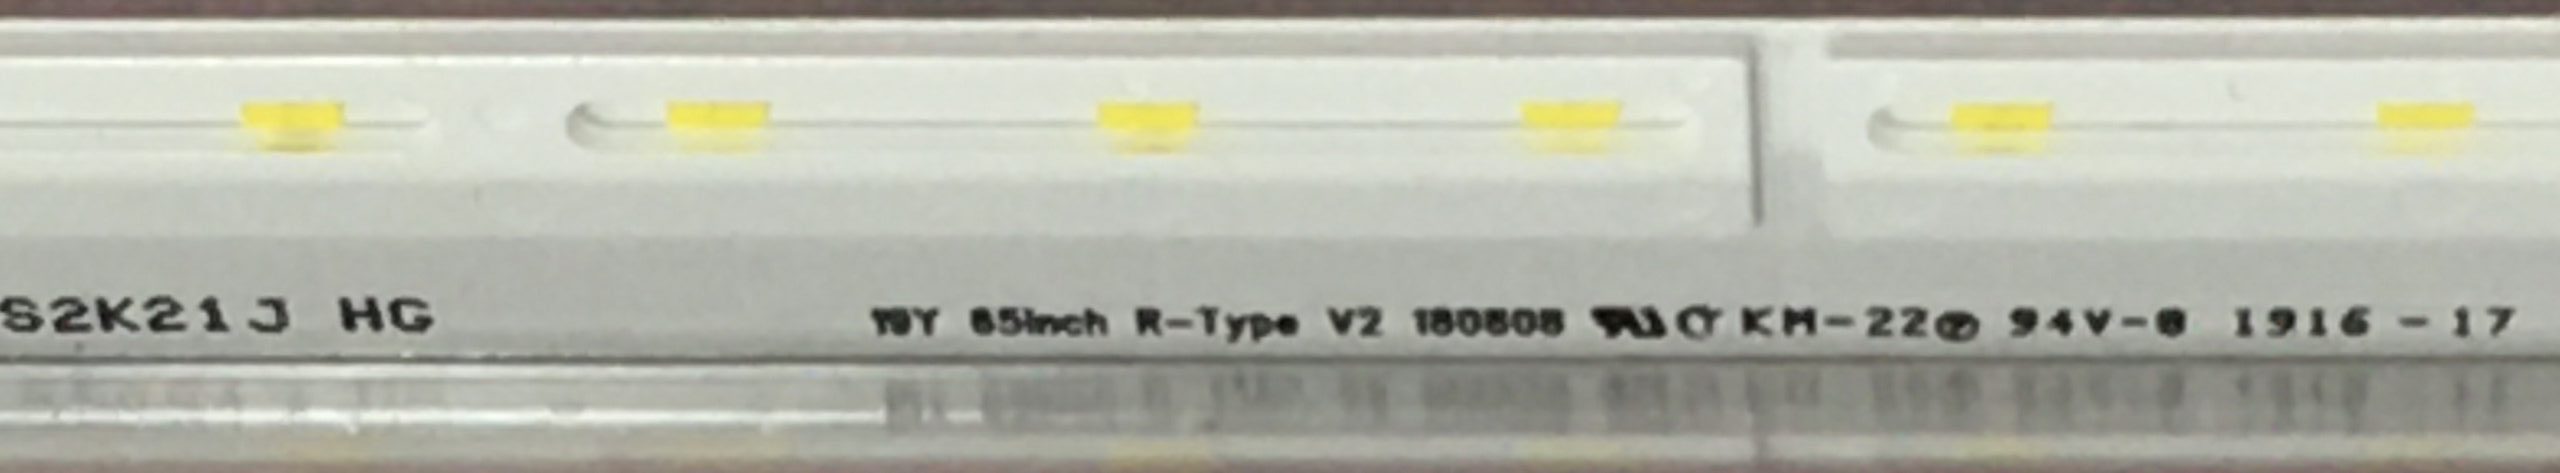 S2K21J HG 19Y 65inch R-Type V2 180808 KM-22 94V-0 1916 -17